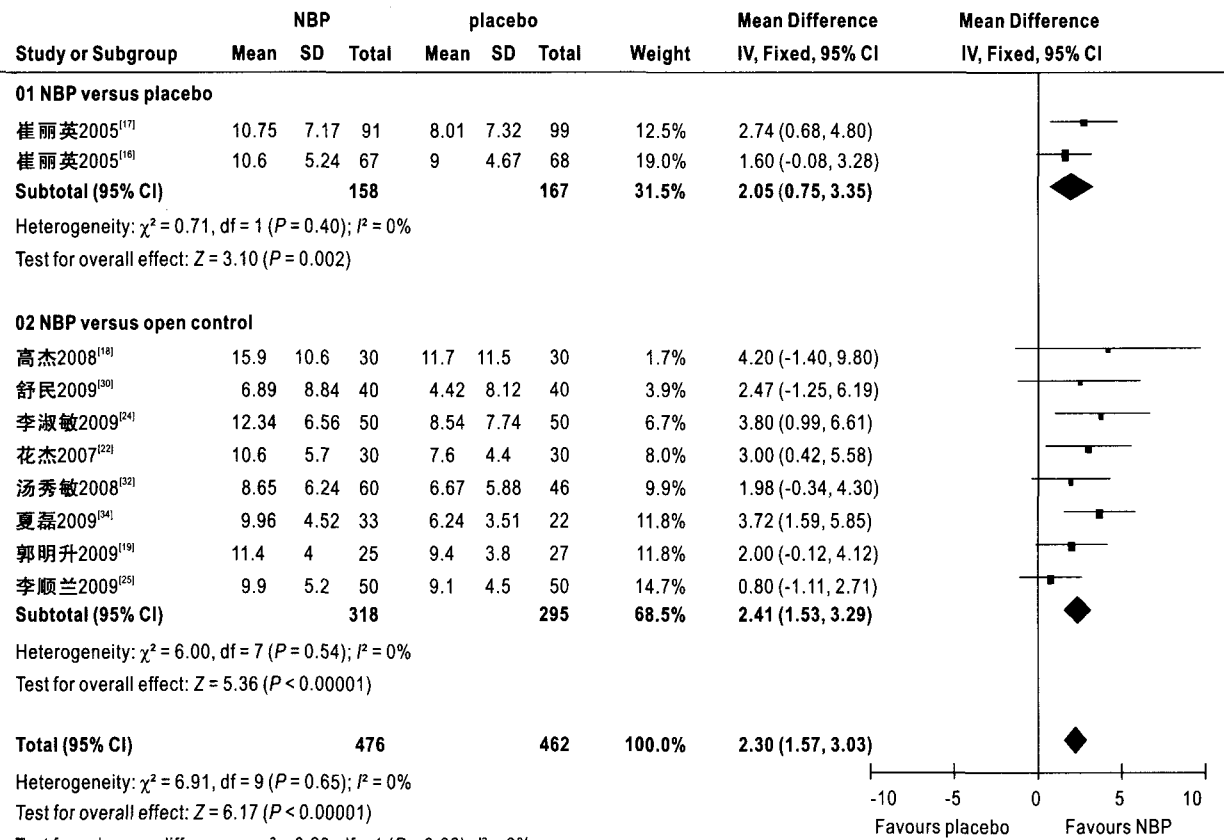 NBP placebo Mean Difference Mean Difference
Study or Subgroup Mean SD Total Mean SD Total Weight IV, Fixed, 95% CI IV, Fixed, 95% CI
01 NBP versus placebo
崔丽英2005[17] 10.75 7.17 91 8.01 7.32 99 12.5% 2.74 (0.68, 4.80)
崔丽英2005[16] 10.6 5.24 67 9 4.67 68 19.0% 1.60 (-0.08, 3.28)
Subtotal (95% CI) 158 167 31.5% 2.05 (0.75, 3.35)
Heterogeneity: χ² = 0.71, df = 1 (P = 0.40); I² = 0%
Test for overall effect: Z = 3.10 (P = 0.002)
02 NBP versus open control
高杰2008[18] 15.9 10.6 30 11.7 11.5 30 1.7% 4.20 (-1.40, 9.80)
舒民2009[30] 6.89 8.84 40 4.42 8.12 40 3.9% 2.47 (-1.25, 6.19)
李淑敏2009[24] 12.34 6.56 50 8.54 7.74 50 6.7% 3.80 (0.99, 6.61)
花杰2007[22] 10.6 5.7 30 7.6 4.4 30 8.0% 3.00 (0.42, 5.58)
汤秀敏2008[32] 8.65 6.24 60 6.67 5.88 46 9.9% 1.98 (-0.34, 4.30)
夏磊2009[34] 9.96 4.52 33 6.24 3.51 22 11.8% 3.72 (1.59, 5.85)
郭明升2009[19] 11.4 4 25 9.4 3.8 27 11.8% 2.00 (-0.12, 4.12)
李顺兰2009[25] 9.9 5.2 50 9.1 4.5 50 14.7% 0.80 (-1.11, 2.71)
Subtotal (95% CI) 318 295 68.5% 2.41 (1.53, 3.29)
Heterogeneity: χ² = 6.00, df = 7 (P = 0.54); I² = 0%
Test for overall effect: Z = 5.36 (P < 0.00001)
Total (95% CI) 476 462 100.0% 2.30 (1.57, 3.03)
Heterogeneity: χ² = 6.91, df = 9 (P = 0.65); I² = 0%
Test for overall effect: Z = 6.17 (P < 0.00001)
-10 -5 0 5 10
Favours placebo Favours NBP